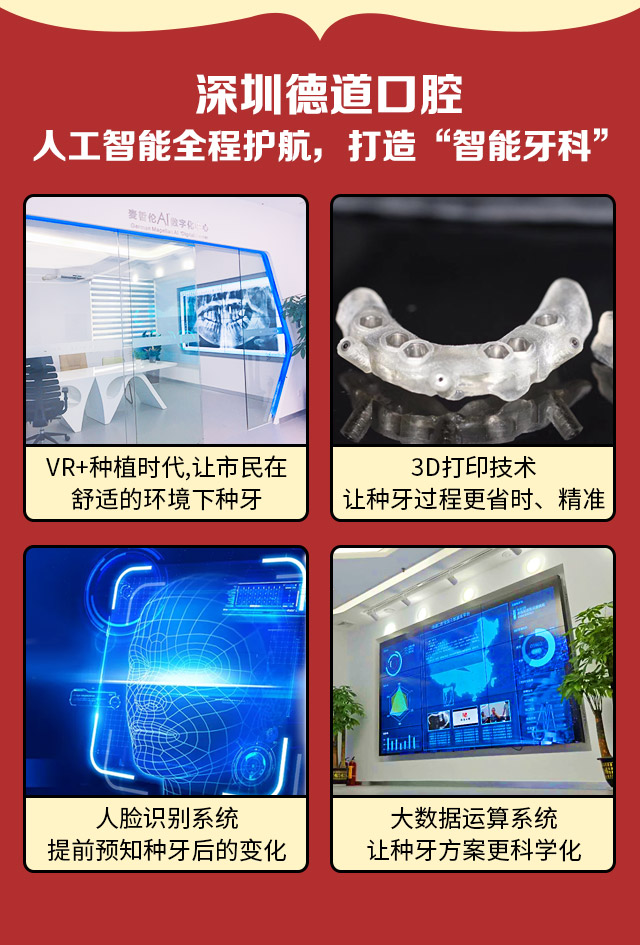 深圳德道口腔
人工智能全程护航，打造“智能牙科”
VR+种植时代,让市民在
舒适的环境下种牙
3D打印技术
让种牙过程更省时、精准
人脸识别系统
提前预知种牙后的变化
大数据运算系统
让种牙方案更科学化